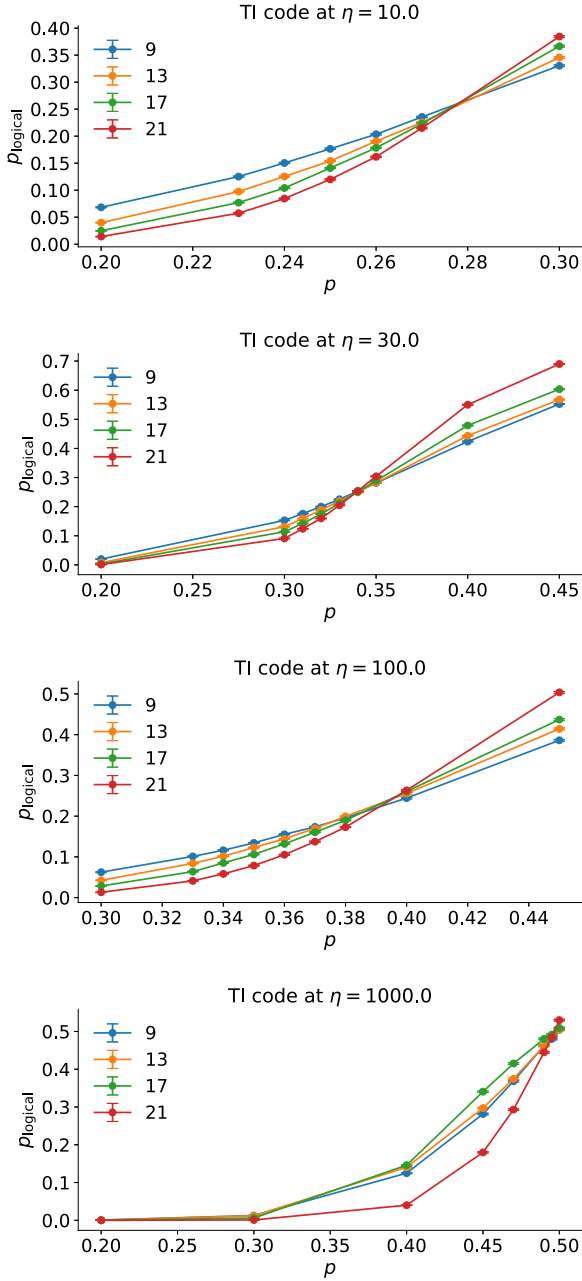 TI code at η = 10.0
0.40
0.35
0.30
0.25
0.20
0.15
0.10
0.05
0.00
p_logical
9
13
17
21
0.20 0.22 0.24 0.26 0.28 0.30
p
TI code at η = 30.0
0.7
0.6
0.5
0.4
0.3
0.2
0.1
0.0
p_logical
9
13
17
21
0.20 0.25 0.30 0.35 0.40 0.45
p
TI code at η = 100.0
0.5
0.4
0.3
0.2
0.1
0.0
p_logical
9
13
17
21
0.30 0.32 0.34 0.36 0.38 0.40 0.42 0.44
p
TI code at η = 1000.0
0.5
0.4
0.3
0.2
0.1
0.0
p_logical
9
13
17
21
0.20 0.25 0.30 0.35 0.40 0.45 0.50
p